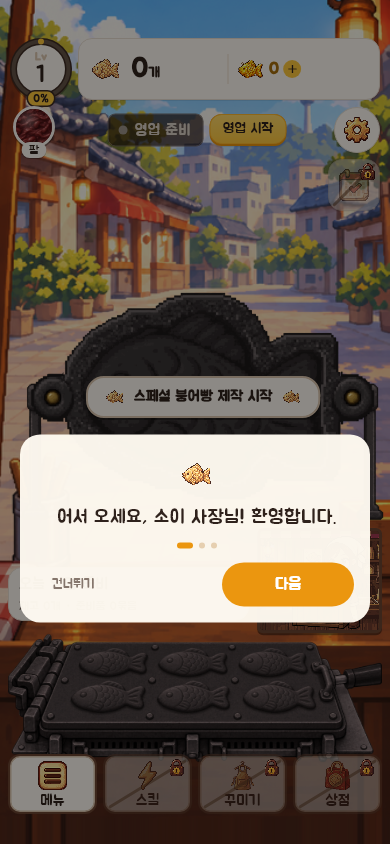 Lv
1
0%
0개
0 +
팥
영업 준비
영업 시작
스페셜 붕어빵 제작 시작
어서 오세요, 소이 사장님! 환영합니다.
건너뛰기
다음
메뉴
스킬
꾸미기
상점